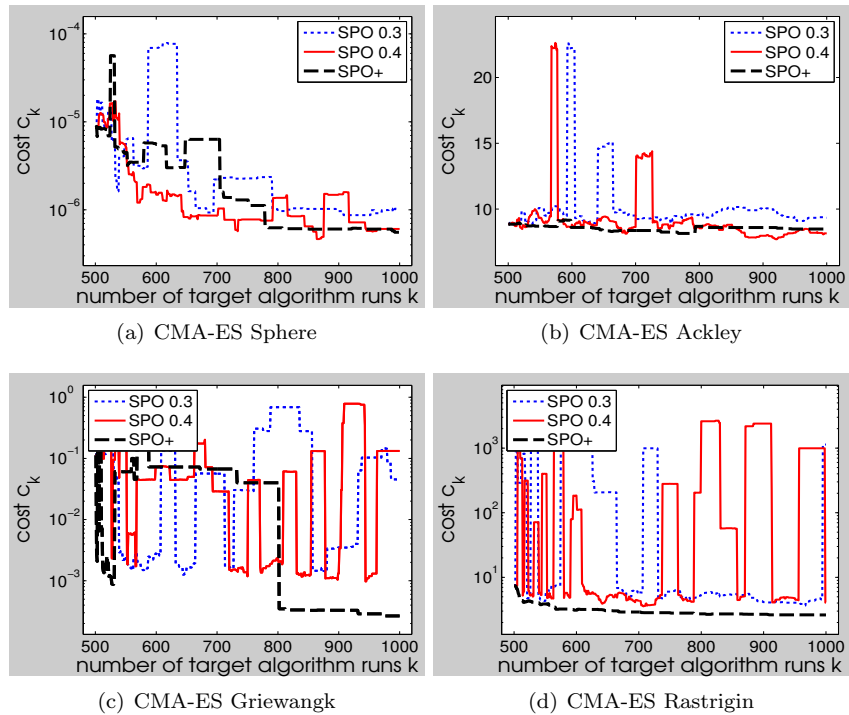 cost c_k
10^-4
10^-5
10^-6
500 600 700 800 900 1000
number of target algorithm runs k
SPO 0.3
SPO 0.4
SPO+
(a) CMA-ES Sphere
cost c_k
20
15
10
500 600 700 800 900 1000
number of target algorithm runs k
SPO 0.3
SPO 0.4
SPO+
(b) CMA-ES Ackley
cost c_k
10^0
10^-1
10^-2
10^-3
500 600 700 800 900 1000
number of target algorithm runs k
SPO 0.3
SPO 0.4
SPO+
(c) CMA-ES Griewangk
cost c_k
10^3
10^2
10^1
500 600 700 800 900 1000
number of target algorithm runs k
SPO 0.3
SPO 0.4
SPO+
(d) CMA-ES Rastrigin